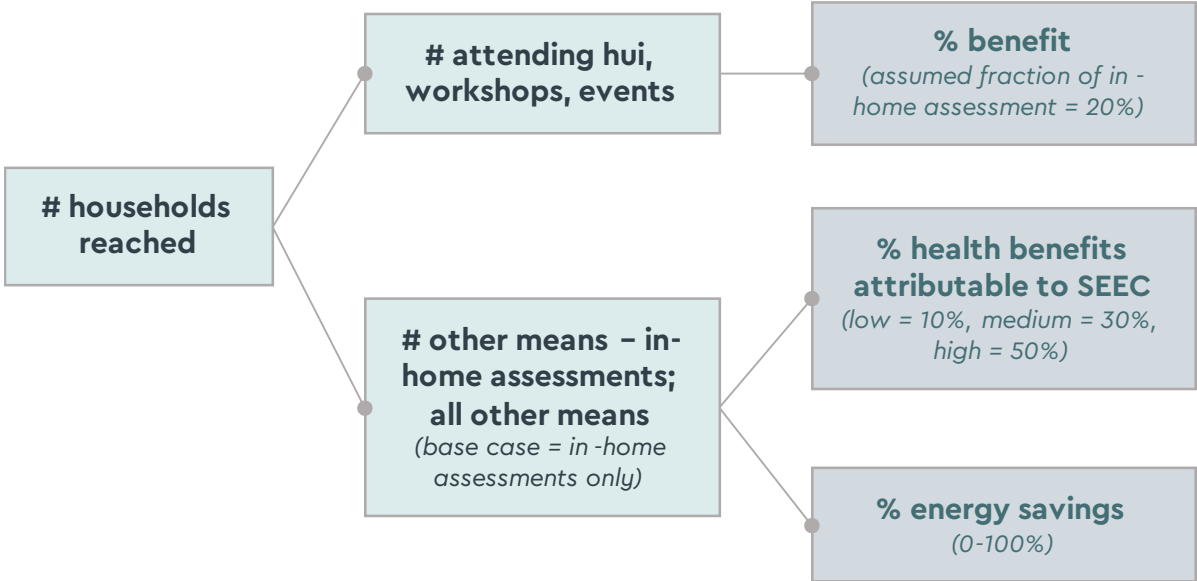 # households
reached
# attending hui,
workshops, events
% benefit
(assumed fraction of in -
home assessment = 20%)
# other means – in-
home assessments;
all other means
(base case = in -home
assessments only)
% health benefits
attributable to SEEC
(low = 10%, medium = 30%,
high = 50%)
% energy savings
(0-100%)